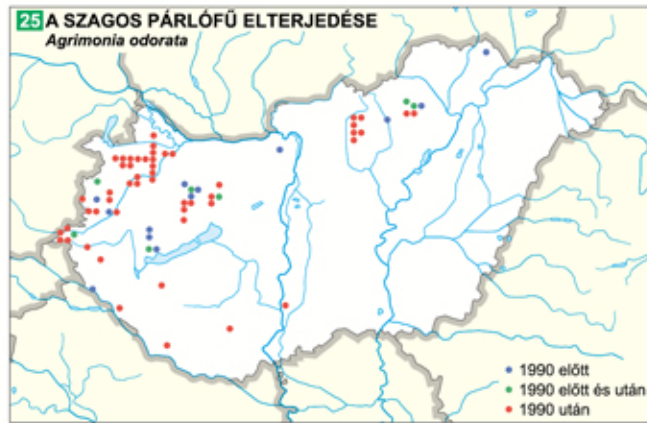 25 A SZAGOS PÁRLÓFŰ ELTERJEDÉSE
Agrimonia odorata
1990 előtt
1990 előtt és után
1990 után